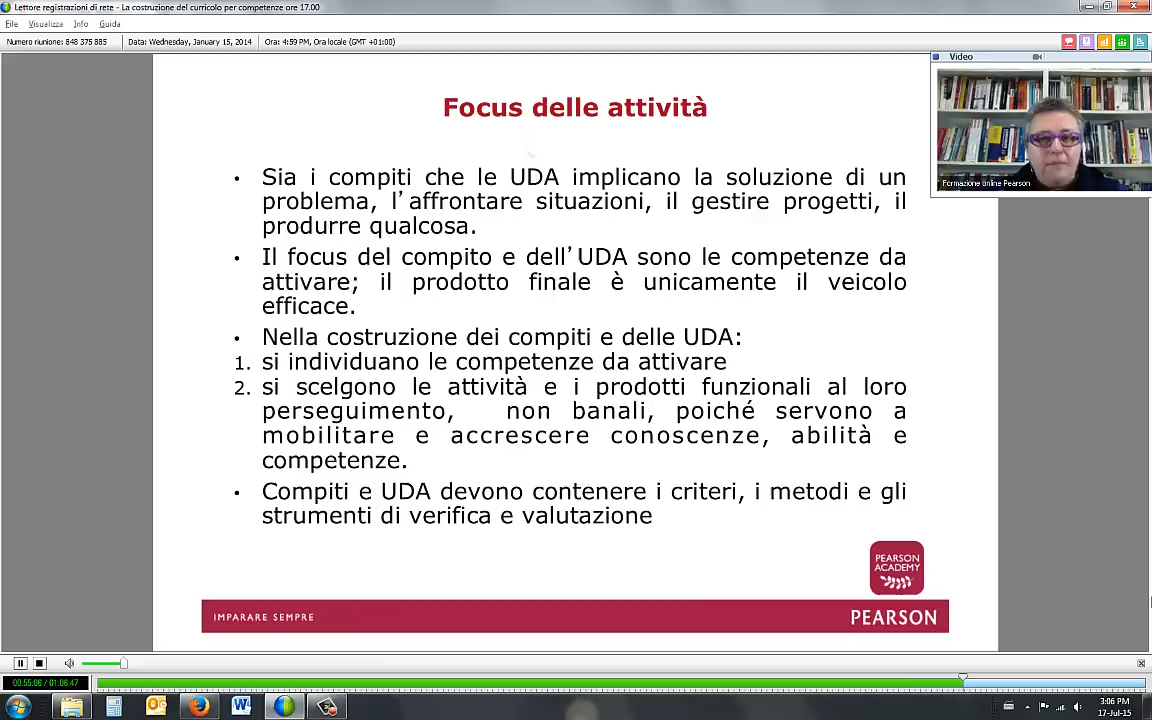 Lettore registrazioni di rete - La costruzione del curricolo per competenze ore 17.00
File Visualizza Info Guida
Numero riunione: 848 375 885 Data: Wednesday, January 15, 2014 Ora: 4:59 PM, Ora locale (GMT +01:00)
Video
Formazione online Pearson
Focus delle attività
• Sia i compiti che le UDA implicano la soluzione di un
problema, l’affrontare situazioni, il gestire progetti, il
produrre qualcosa.
• Il focus del compito e dell’UDA sono le competenze da
attivare; il prodotto finale è unicamente il veicolo
efficace.
• Nella costruzione dei compiti e delle UDA:
1. si individuano le competenze da attivare
2. si scelgono le attività e i prodotti funzionali al loro
perseguimento, non banali, poiché servono a
mobilitare e accrescere conoscenze, abilità e
competenze.
• Compiti e UDA devono contenere i criteri, i metodi e gli
strumenti di verifica e valutazione
PEARSON
ACADEMY
IMPARARE SEMPRE
PEARSON
00:55:06 / 01:06:47
3:06 PM
17-Jul-15